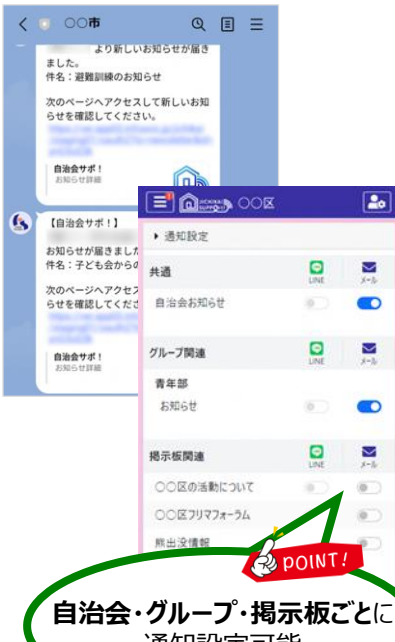 〇〇市
より新しいお知らせが届き
ました。
件名：避難訓練のお知らせ
次のページへアクセスして新しいお知
らせを確認してください。
自治会サポ！
お知らせ詳細
【自治会サポ！】
お知らせが届きました
件名：子ども会から
次のページへアクセス
らせを確認してくださ
自治会サポ！
お知らせ詳細
JICHIKAI SUPPORT 〇〇区
通知設定
共通 LINE メール
自治会お知らせ
グループ関連 LINE メール
青年部
お知らせ
掲示板関連 LINE メール
〇〇区の活動について
〇〇区フリマフォーラム
熊出没情報
POINT!
自治会・グループ・掲示板ごとに
通知設定可能